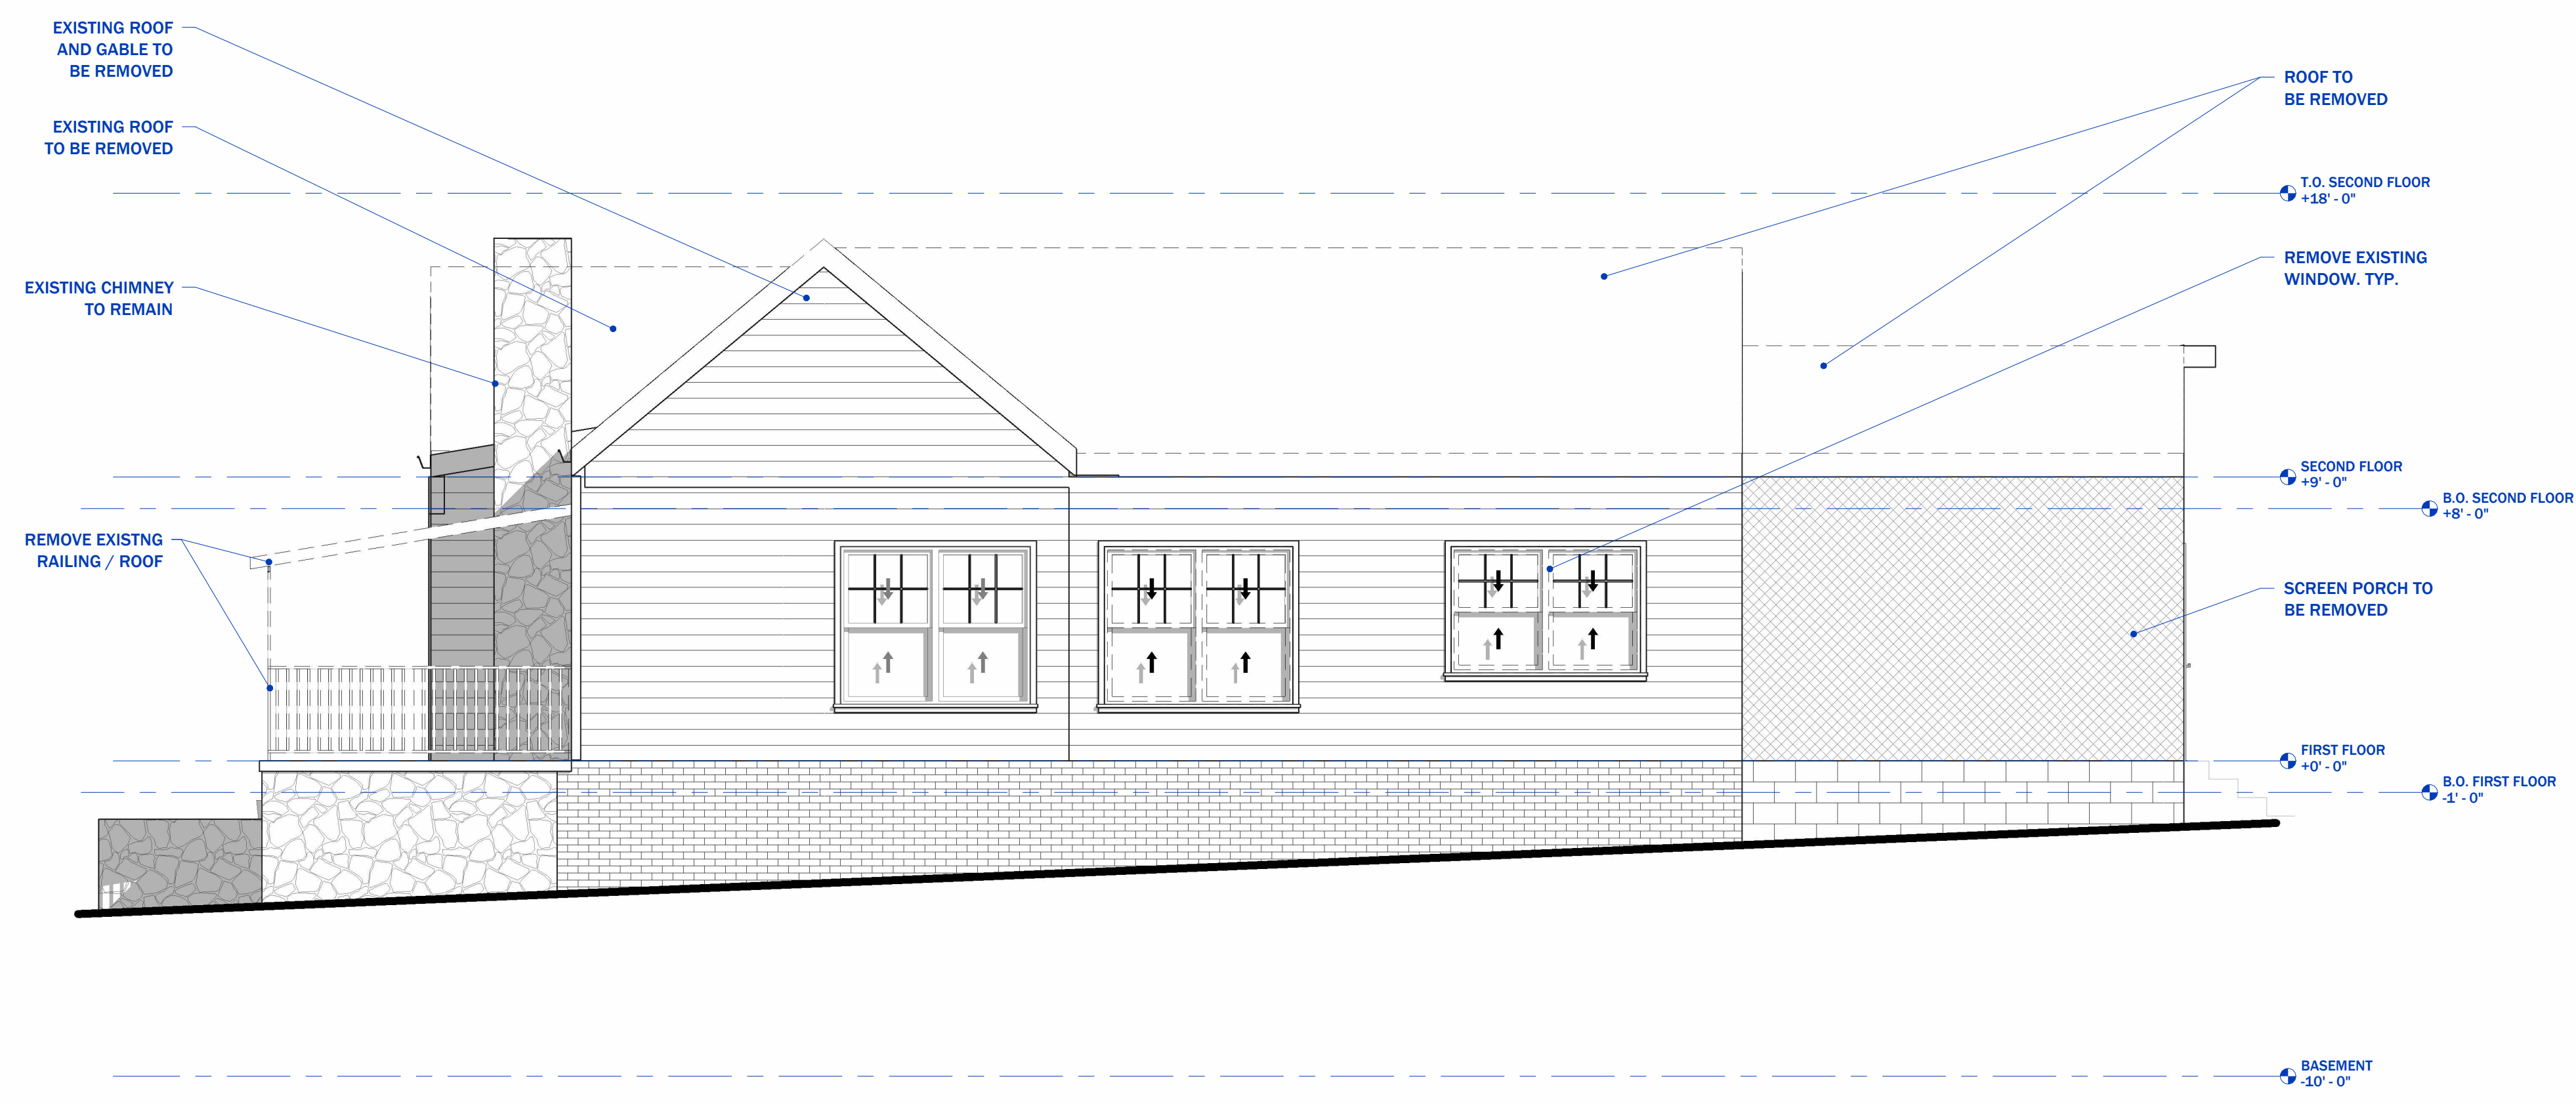 EXISTING ROOF
AND GABLE TO
BE REMOVED
EXISTING ROOF
TO BE REMOVED
EXISTING CHIMNEY
TO REMAIN
REMOVE EXISTNG
RAILING / ROOF
ROOF TO
BE REMOVED
T.O. SECOND FLOOR
+18' - 0"
REMOVE EXISTING
WINDOW. TYP.
SECOND FLOOR
+9' - 0"
B.O. SECOND FLOOR
+8' - 0"
SCREEN PORCH TO
BE REMOVED
FIRST FLOOR
+0' - 0"
B.O. FIRST FLOOR
-1' - 0"
BASEMENT
-10' - 0"